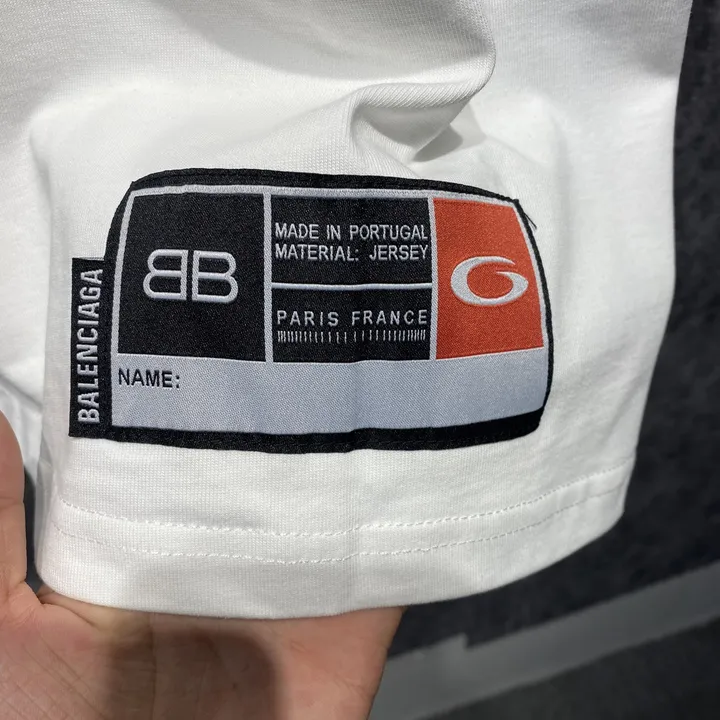 BALENCIAGA
BB
MADE IN PORTUGAL
MATERIAL: JERSEY
PARIS FRANCE
G
NAME: